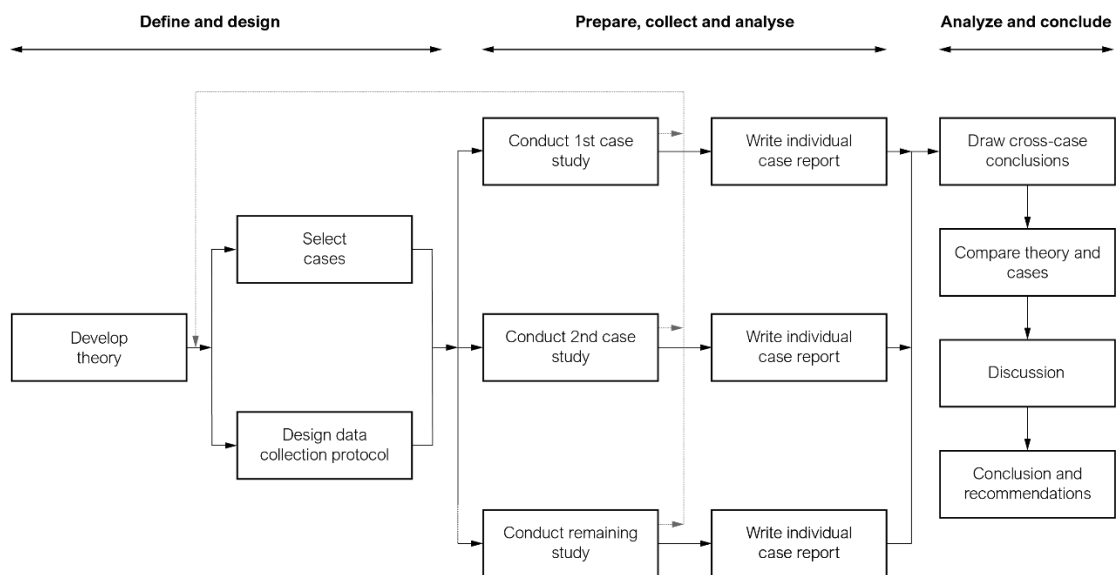 Define and design
Prepare, collect and analyse
Analyze and conclude
Develop
theory
Select
cases
Design data
collection protocol
Conduct 1st case
study
Write individual
case report
Conduct 2nd case
study
Write individual
case report
Conduct remaining
study
Write individual
case report
Draw cross-case
conclusions
Compare theory and
cases
Discussion
Conclusion and
recommendations